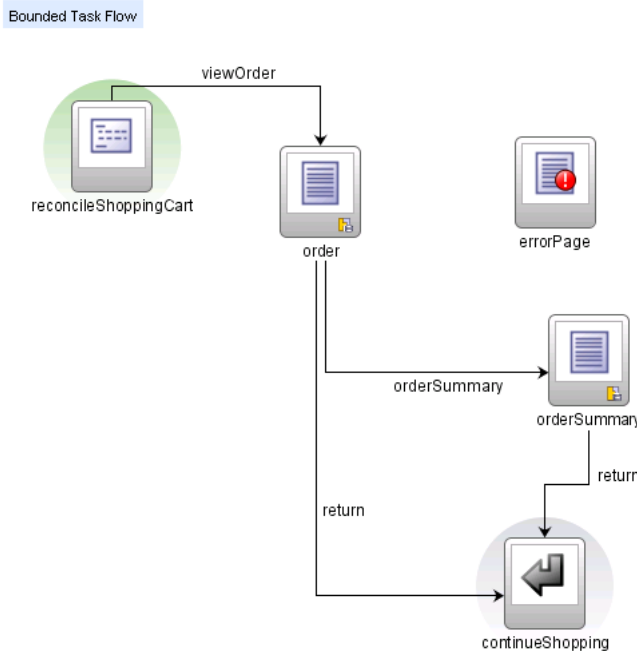 Bounded Task Flow
viewOrder
reconcileShoppingCart
order
errorPage
orderSummary
orderSummary
return
return
continueShopping